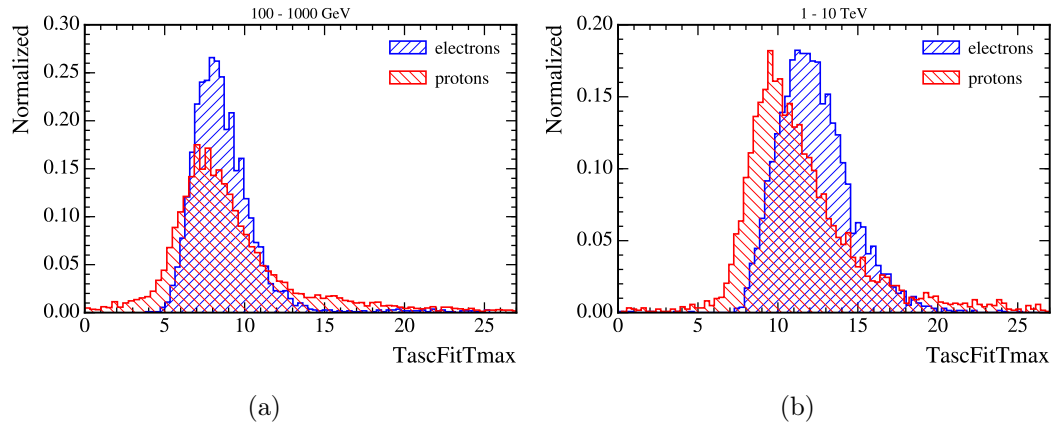 100 - 1000 GeV
Normalized
0.30
0.25
0.20
0.15
0.10
0.05
0.00
electrons
protons
0 5 10 15 20 25
TascFitTmax
(a)
1 - 10 TeV
Normalized
0.20
0.15
0.10
0.05
0.00
electrons
protons
0 5 10 15 20 25
TascFitTmax
(b)